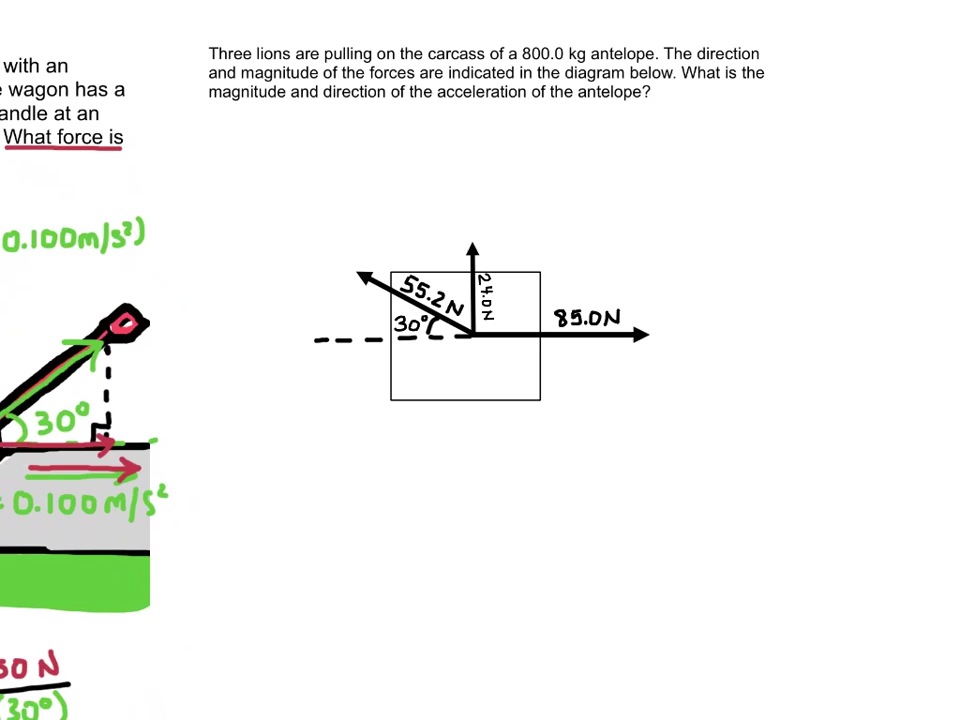 with an
e wagon has a
andle at an
What force is
0.100m/s²)
30°
= 0.100m/s²
30 N
(30°)
Three lions are pulling on the carcass of a 800.0 kg antelope. The direction
and magnitude of the forces are indicated in the diagram below. What is the
magnitude and direction of the acceleration of the antelope?
55.2N
24.0N
85.0N
30°